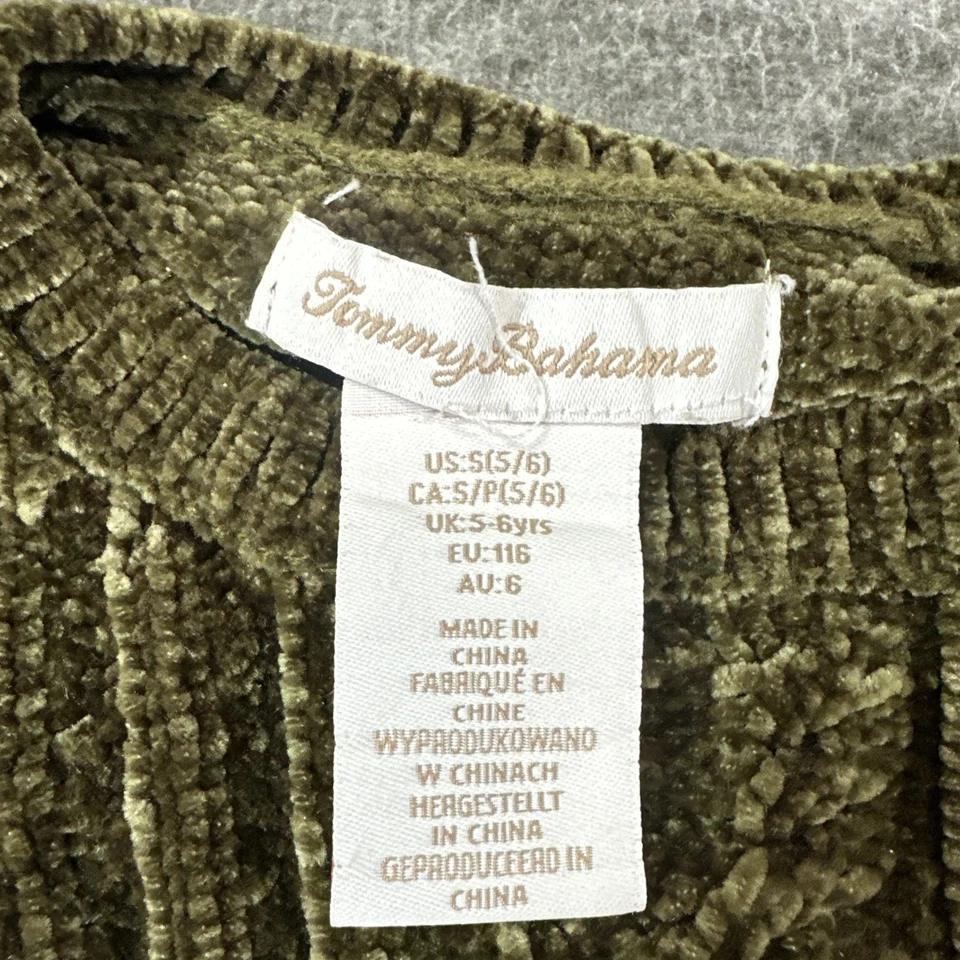 Tommy Bahama
US:S(5/6)
CA:S/P(5/6)
UK:5-6yrs
EU:116
AU:6
MADE IN
CHINA
FABRIQUÉ EN
CHINE
WYPRODUKOWANO
W CHINACH
HERGESTELLT
IN CHINA
GEPRODUCEERD IN
CHINA